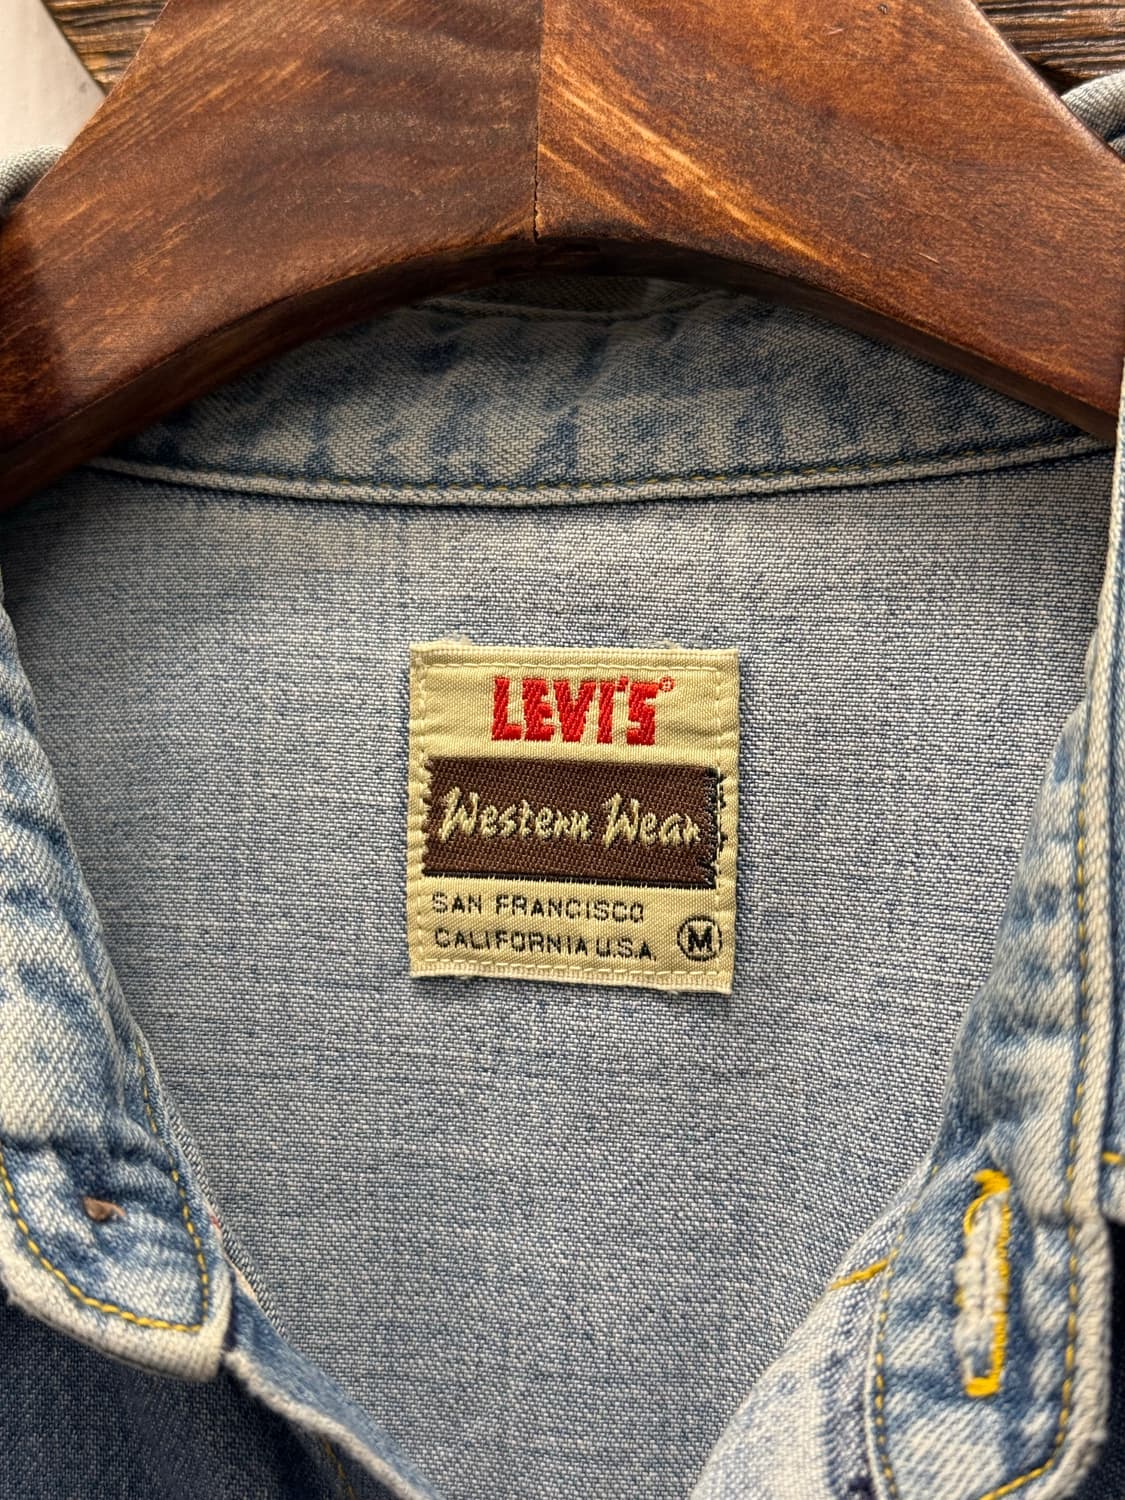 LEVI'S®
Western Wear
SAN FRANCISCO
CALIFORNIA U.S.A Ⓜ